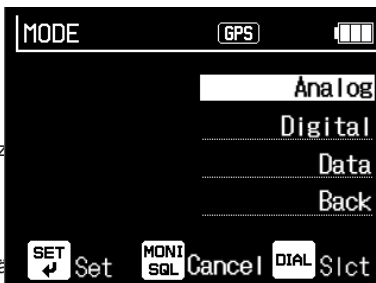 MODE GPS
Analog
Digital
Data
Back
SET Set MONI SQL Cancel DIAL Slct